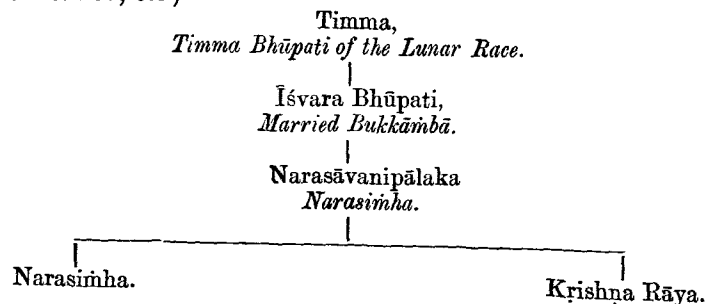 Timma,
Timma Bhūpati of the Lunar Race.
Īśvara Bhūpati,
Married Bukkāṁbā.
Narasāvanipālaka
Narasiṁha.
Narasiṁha.
Kṛishṇa Rāya.